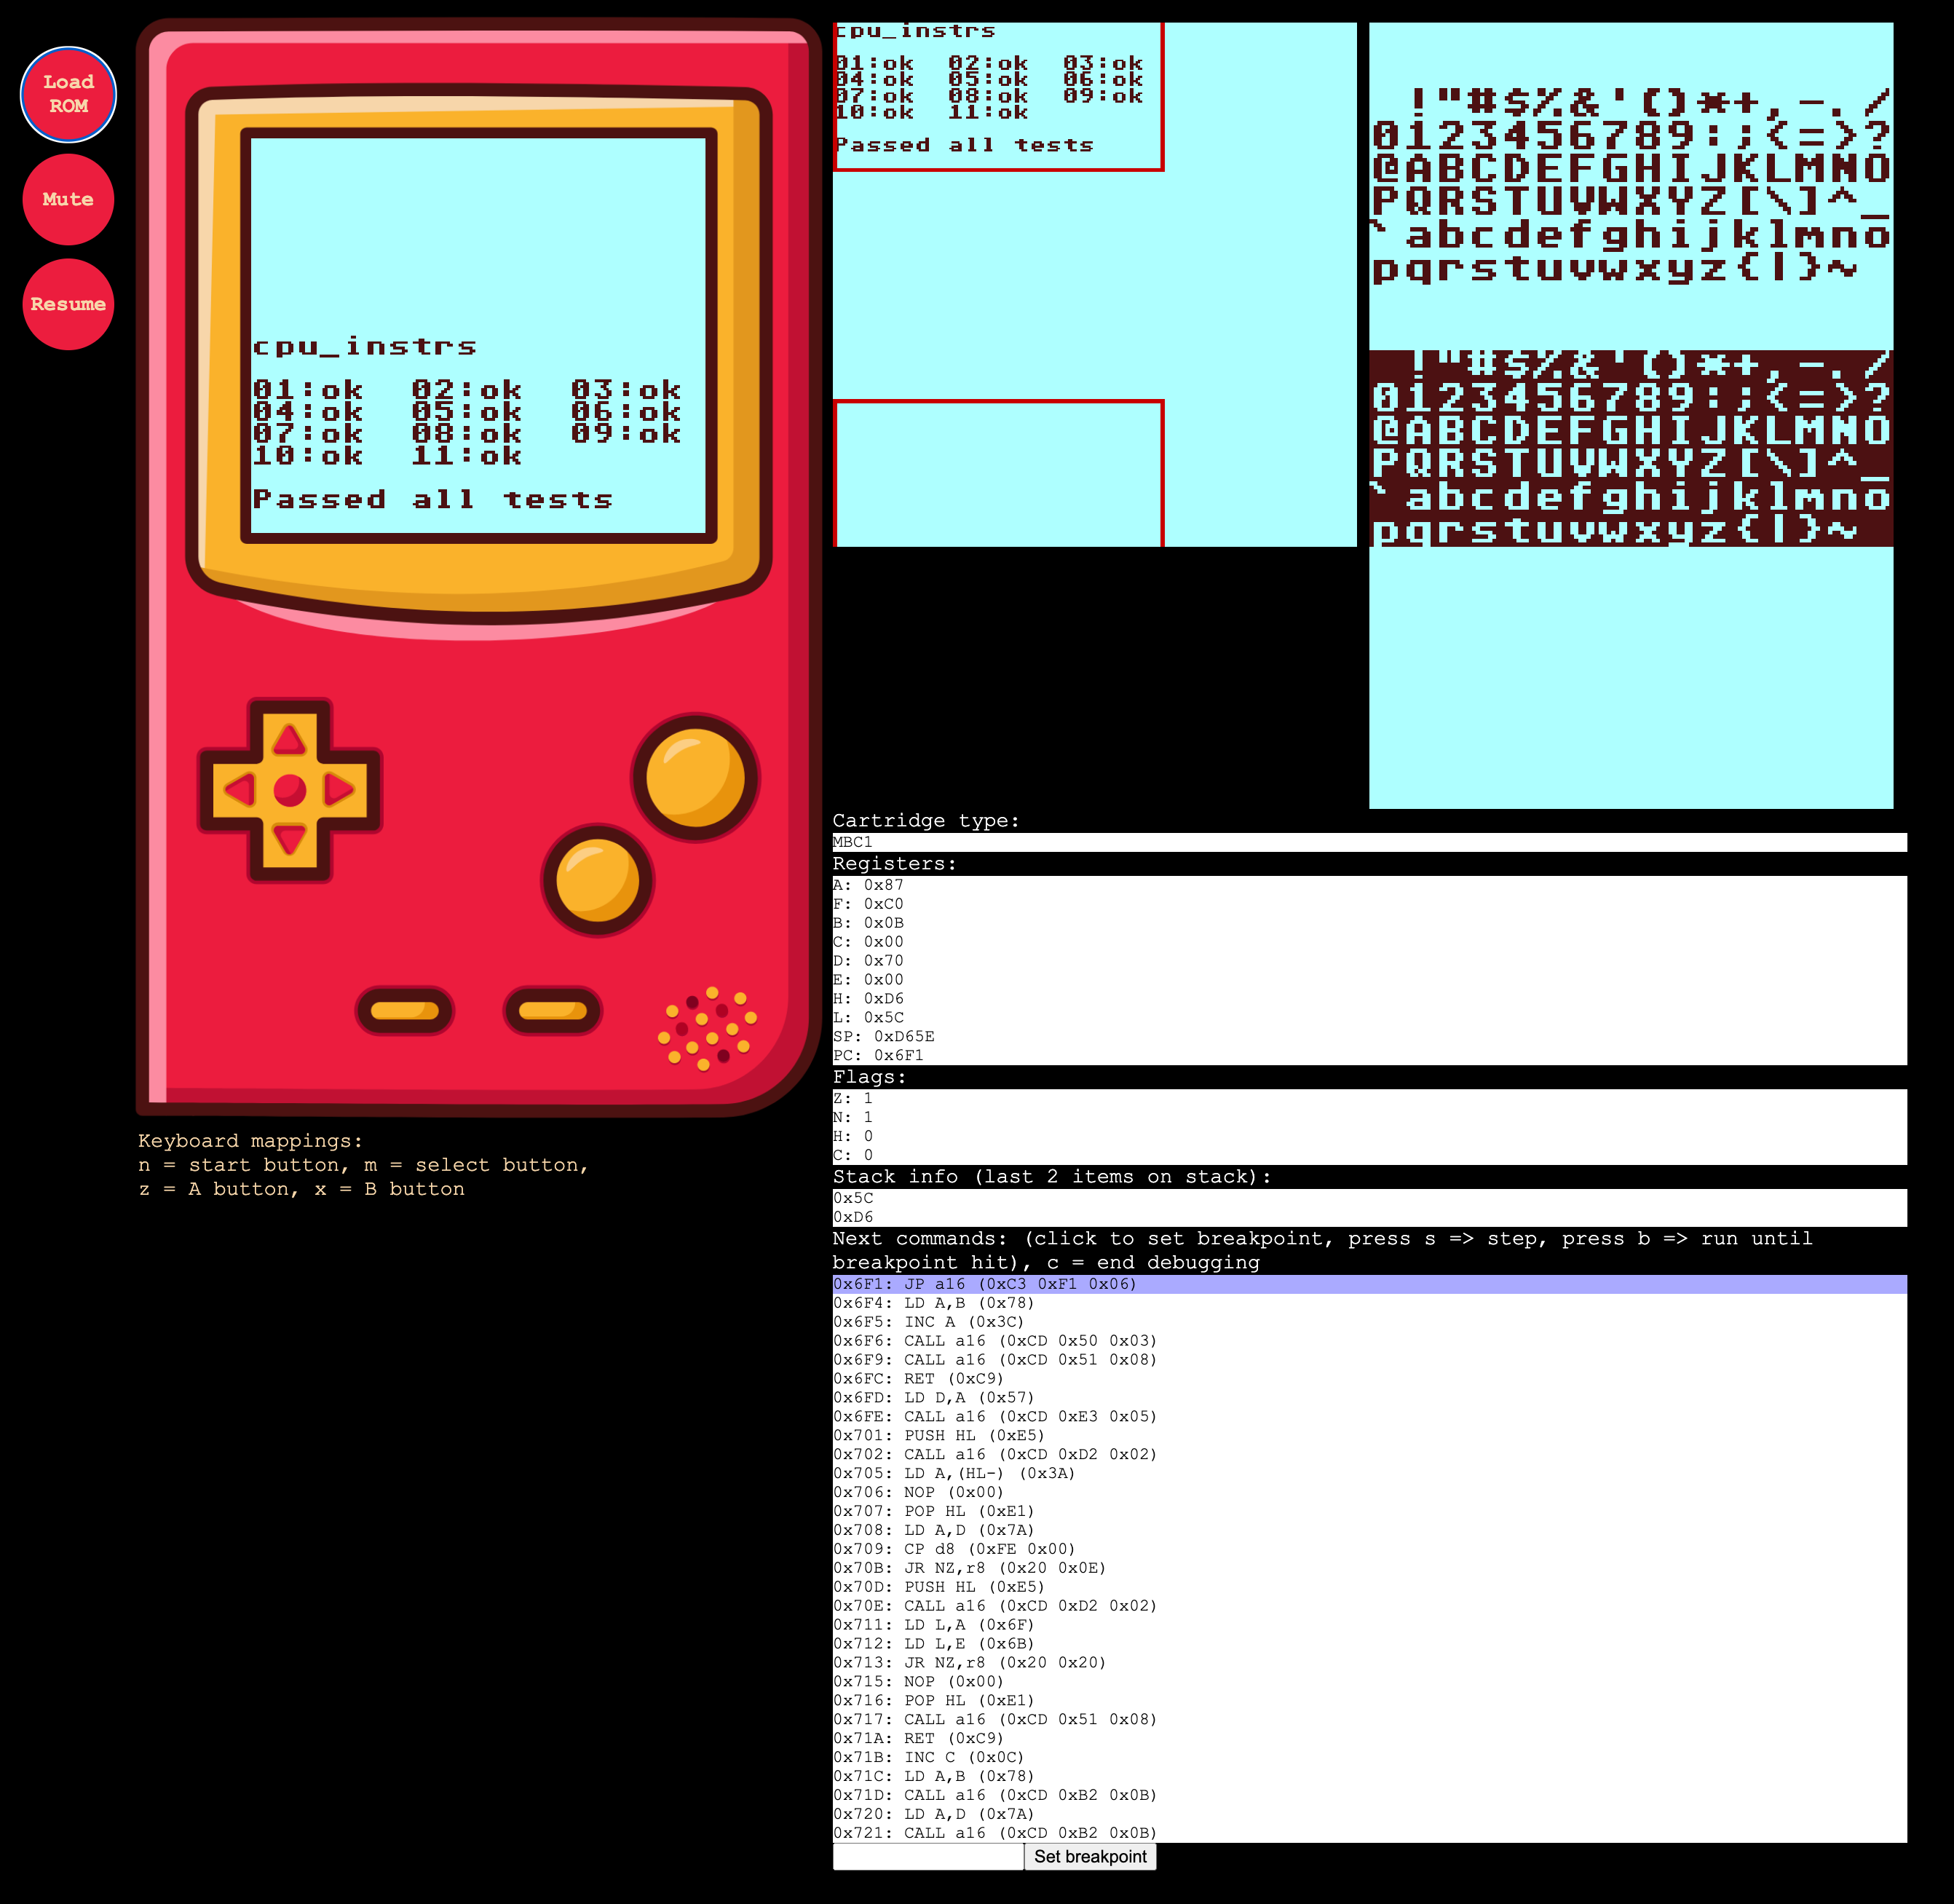 Load
ROM
Mute
Resume
cpu_instrs
01:ok 02:ok 03:ok
04:ok 05:ok 06:ok
07:ok 08:ok 09:ok
10:ok 11:ok
Passed all tests
Keyboard mappings:
n = start button, m = select button,
z = A button, x = B button
cpu_instrs
01:ok 02:ok 03:ok
04:ok 05:ok 06:ok
07:ok 08:ok 09:ok
10:ok 11:ok
Passed all tests
!"#$%&'()*+,-./
0123456789:;<=>?
@ABCDEFGHIJKLMNO
PQRSTUVWXYZ[\]^_
`abcdefghijklmno
pqrstuvwxyz{|}~
!"#$%&'()*+,-./
0123456789:;<=>?
@ABCDEFGHIJKLMNO
PQRSTUVWXYZ[\]^_
`abcdefghijklmno
pqrstuvwxyz{|}~
Cartridge type:
MBC1
Registers:
A: 0x87
F: 0xC0
B: 0x0B
C: 0x00
D: 0x70
E: 0x00
H: 0xD6
L: 0x5C
SP: 0xD65E
PC: 0x6F1
Flags:
Z: 1
N: 1
H: 0
C: 0
Stack info (last 2 items on stack):
0x5C
0xD6
Next commands: (click to set breakpoint, press s => step, press b => run until
breakpoint hit), c = end debugging
0x6F1: JP a16 (0xC3 0xF1 0x06)
0x6F4: LD A,B (0x78)
0x6F5: INC A (0x3C)
0x6F6: CALL a16 (0xCD 0x50 0x03)
0x6F9: CALL a16 (0xCD 0x51 0x08)
0x6FC: RET (0xC9)
0x6FD: LD D,A (0x57)
0x6FE: CALL a16 (0xCD 0xE3 0x05)
0x701: PUSH HL (0xE5)
0x702: CALL a16 (0xCD 0xD2 0x02)
0x705: LD A,(HL-) (0x3A)
0x706: NOP (0x00)
0x707: POP HL (0xE1)
0x708: LD A,D (0x7A)
0x709: CP d8 (0xFE 0x00)
0x70B: JR NZ,r8 (0x20 0x0E)
0x70D: PUSH HL (0xE5)
0x70E: CALL a16 (0xCD 0xD2 0x02)
0x711: LD L,A (0x6F)
0x712: LD L,E (0x6B)
0x713: JR NZ,r8 (0x20 0x20)
0x715: NOP (0x00)
0x716: POP HL (0xE1)
0x717: CALL a16 (0xCD 0x51 0x08)
0x71A: RET (0xC9)
0x71B: INC C (0x0C)
0x71C: LD A,B (0x78)
0x71D: CALL a16 (0xCD 0xB2 0x0B)
0x720: LD A,D (0x7A)
0x721: CALL a16 (0xCD 0xB2 0x0B)
Set breakpoint